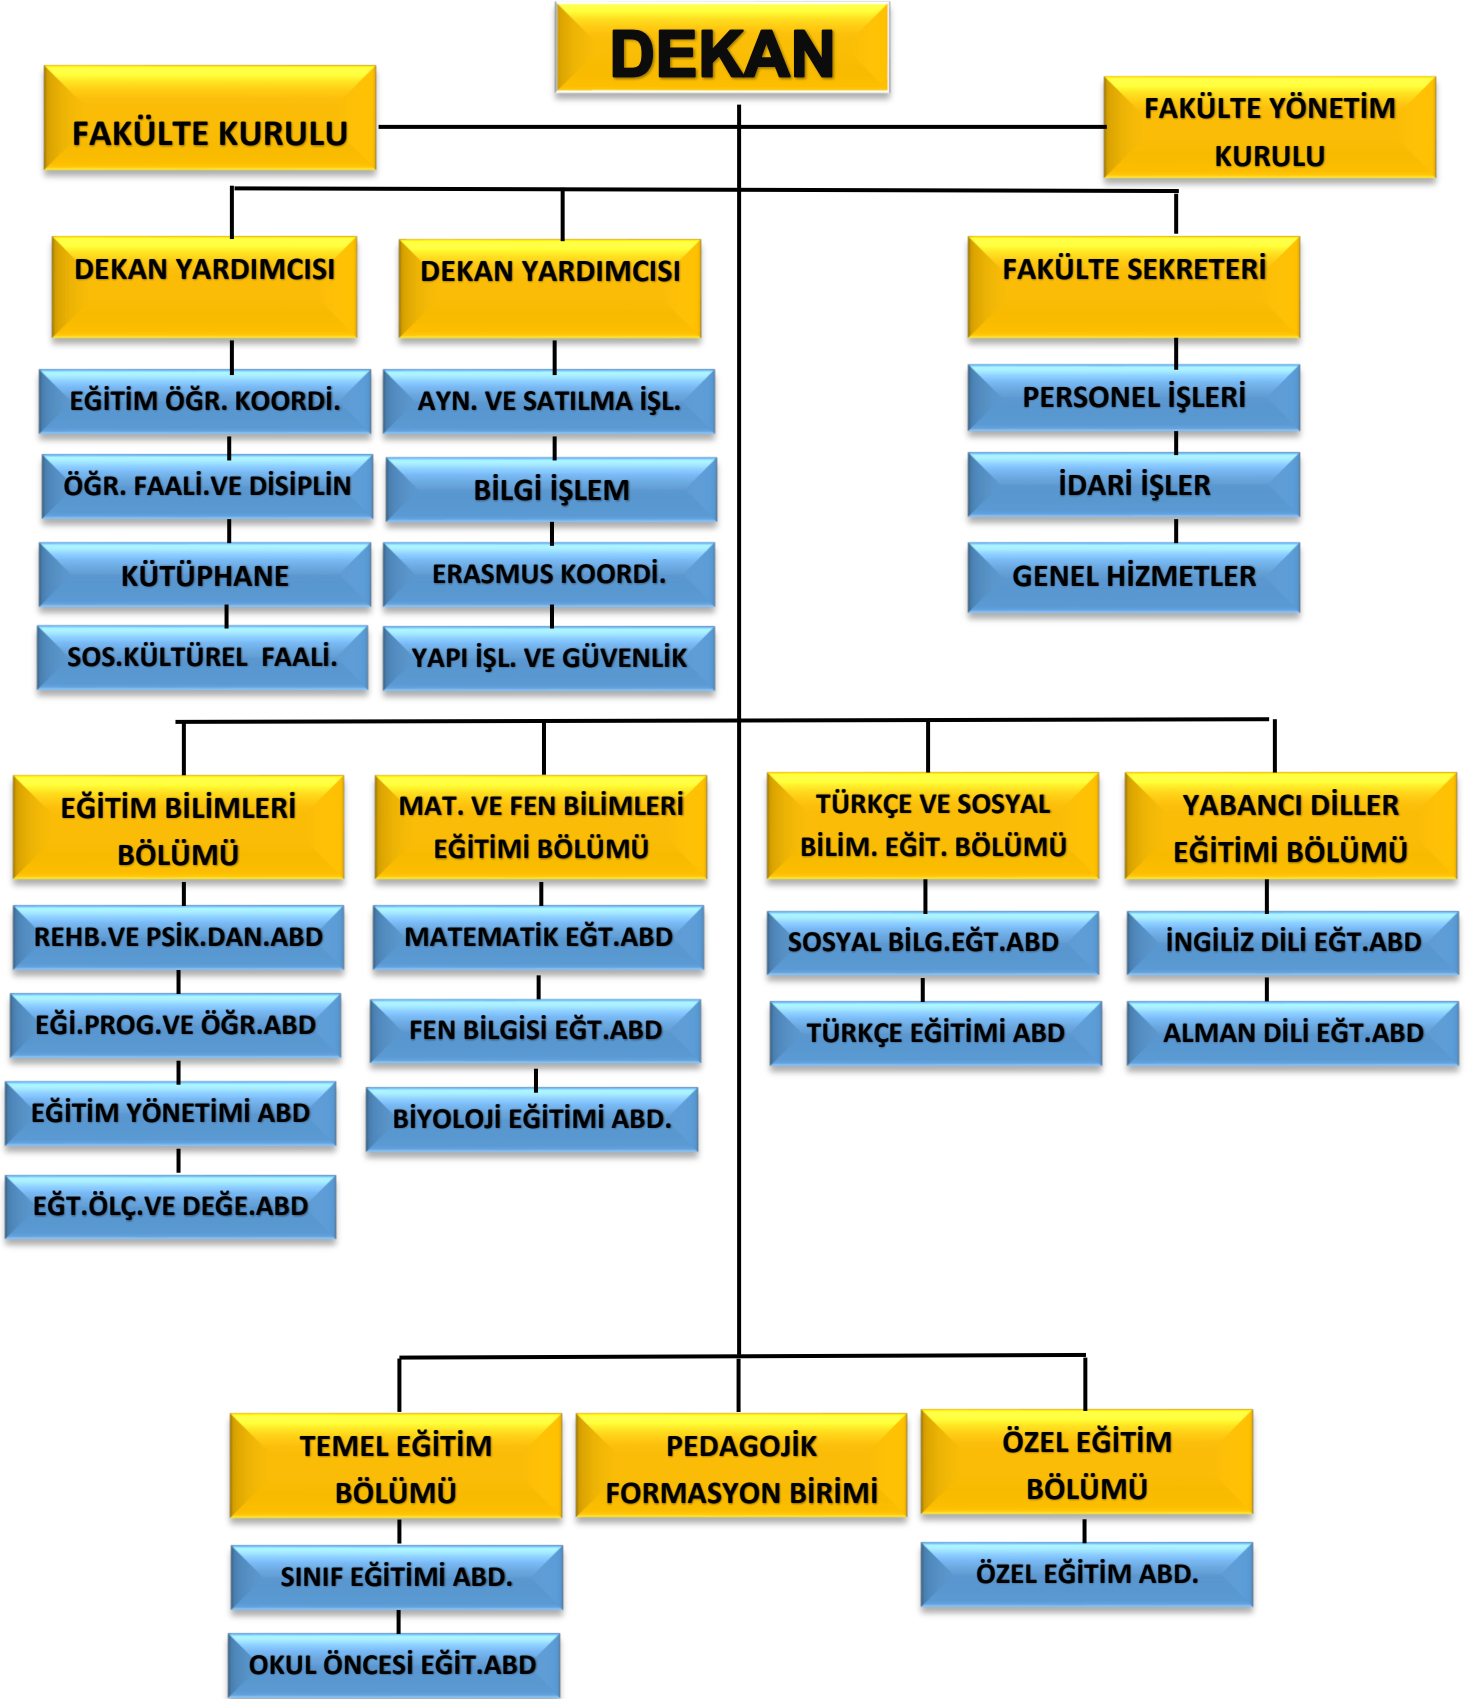 DEKAN
FAKÜLTE KURULU
FAKÜLTE YÖNETİM
KURULU
DEKAN YARDIMCISI
DEKAN YARDIMCISI
FAKÜLTE SEKRETERİ
EĞİTİM ÖĞR. KOORDİ.
AYN. VE SATILMA İŞL.
PERSONEL İŞLERİ
ÖĞR. FAALİ.VE DİSİPLİN
BİLGİ İŞLEM
İDARİ İŞLER
KÜTÜPHANE
ERASMUS KOORDİ.
GENEL HİZMETLER
SOS.KÜLTÜREL FAALİ.
YAPI İŞL. VE GÜVENLİK
EĞİTİM BİLİMLERİ
BÖLÜMÜ
MAT. VE FEN BİLİMLERİ
EĞİTİMİ BÖLÜMÜ
TÜRKÇE VE SOSYAL
BİLİM. EĞİT. BÖLÜMÜ
YABANCI DİLLER
EĞİTİMİ BÖLÜMÜ
REHB.VE PSİK.DAN.ABD
MATEMATİK EĞT.ABD
SOSYAL BİLG.EĞT.ABD
İNGİLİZ DİLİ EĞT.ABD
EĞİ.PROG.VE ÖĞR.ABD
FEN BİLGİSİ EĞT.ABD
TÜRKÇE EĞİTİMİ ABD
ALMAN DİLİ EĞT.ABD
EĞİTİM YÖNETİMİ ABD
BİYOLOJİ EĞİTİMİ ABD.
EĞT.ÖLÇ.VE DEĞE.ABD
TEMEL EĞİTİM
BÖLÜMÜ
PEDAGOJİK
FORMASYON BİRİMİ
ÖZEL EĞİTİM
BÖLÜMÜ
SINIF EĞİTİMİ ABD.
ÖZEL EĞİTİM ABD.
OKUL ÖNCESİ EĞİT.ABD